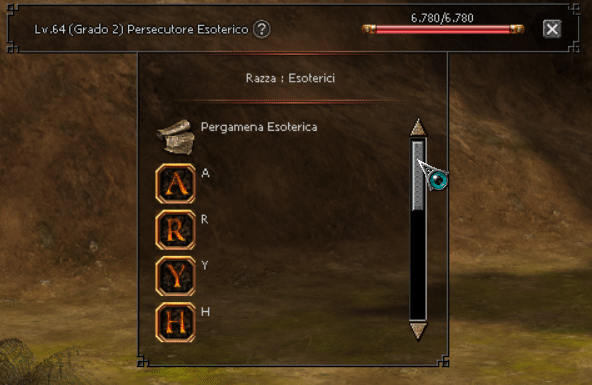 Lv.64 (Grado 2) Persecutore Esoterico ?
6.780/6.780
Razza : Esoterici
Pergamena Esoterica
A A
R R
Y Y
H H